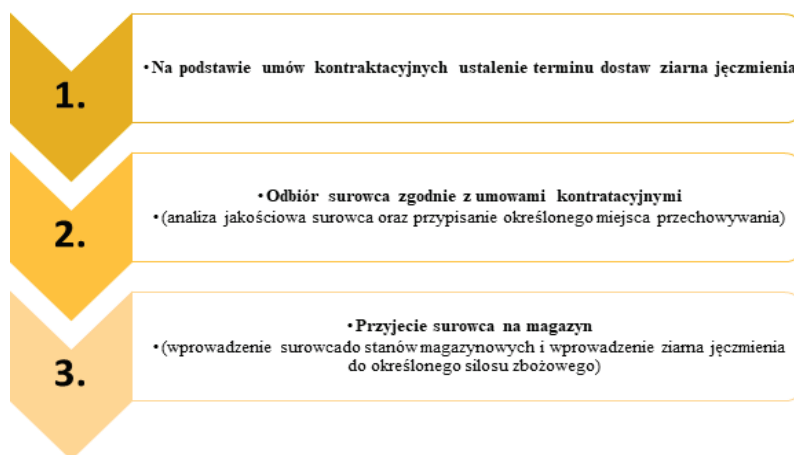 1.
• Na podstawie umów kontraktacyjnych ustalenie terminu dostaw ziarna jęczmienia
2.
• Odbiór surowca zgodnie z umowami kontratacyjnymi
• (analiza jakościowa surowca oraz przypisanie określonego miejsca przechowywania)
3.
• Przyjecie surowca na magazyn
• (wprowadzenie surowcado stanów magazynowych i wprowadzenie ziarna jęczmienia
do określonego silosu zbożowego)